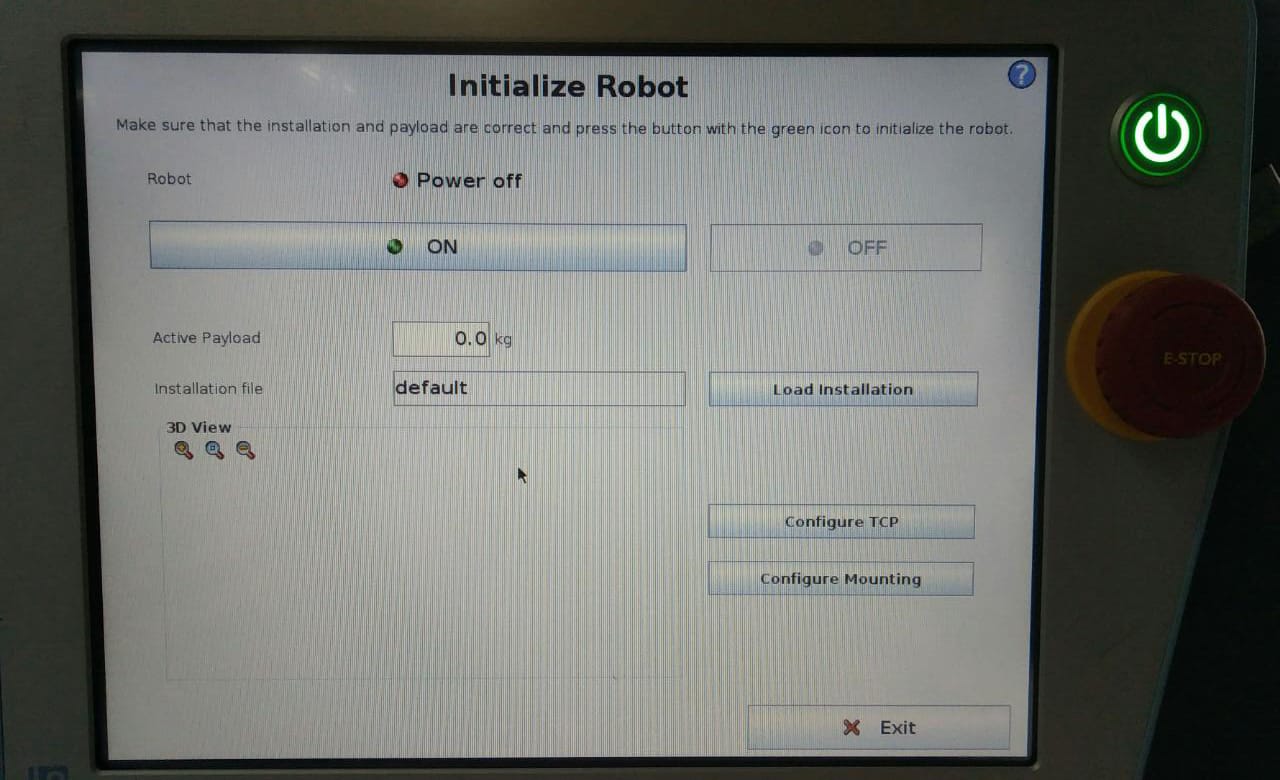 Initialize Robot
?
Make sure that the installation and payload are correct and press the button with the green icon to initialize the robot.
Robot
Power off
ON
OFF
Active Payload
0.0 kg
Installation file
default
Load Installation
3D View
Configure TCP
Configure Mounting
Exit
E-STOP